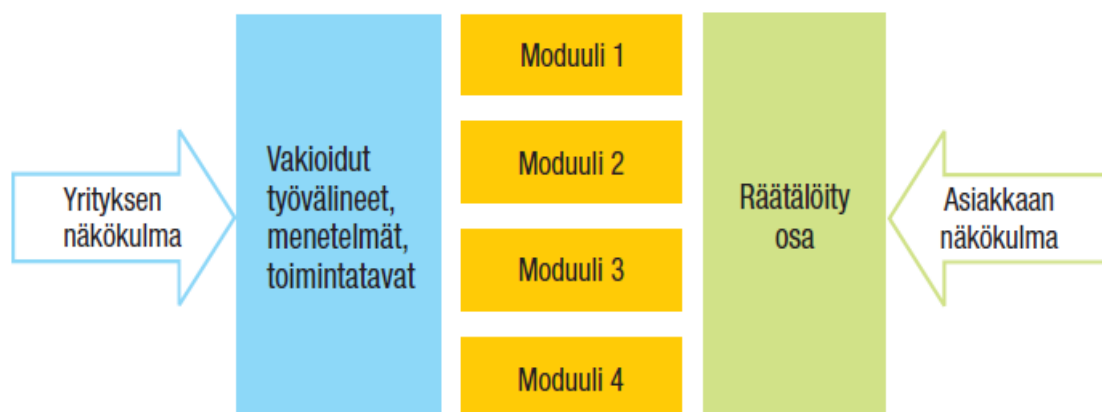 Yrityksen
näkökulma
Vakioidut
työvälineet,
menetelmät,
toimintatavat
Moduuli 1
Moduuli 2
Moduuli 3
Moduuli 4
Räätälöity
osa
Asiakkaan
näkökulma